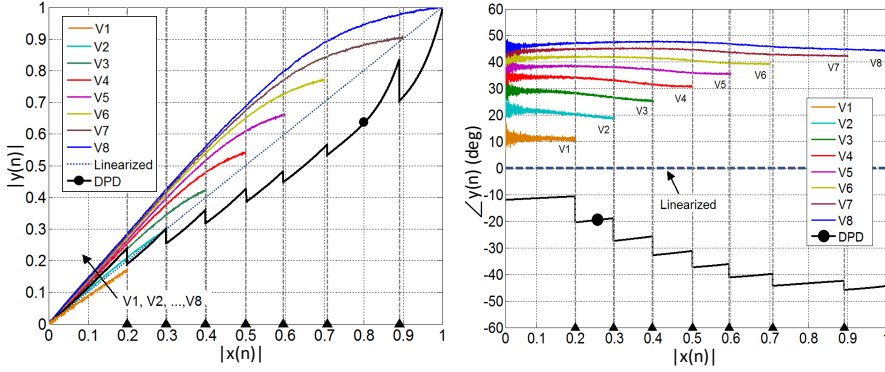 1
0.9
0.8
0.7
0.6
0.5
0.4
0.3
0.2
0.1
0
|y(n)|
V1
V2
V3
V4
V5
V6
V7
V8
Linearized
DPD
V1, V2, ...,V8
0 0.1 0.2 0.3 0.4 0.5 0.6 0.7 0.8 0.9 1
|x(n)|
60
50
40
30
20
10
0
-10
-20
-30
-40
-50
-60
∠y(n) (deg)
V1
V2
V3
V4
V5
V6
V7
V8
V1
V2
V3
V4
V5
V6
V7
V8
Linearized
DPD
Linearized
0 0.1 0.2 0.3 0.4 0.5 0.6 0.7 0.8 0.9 1
|x(n)|